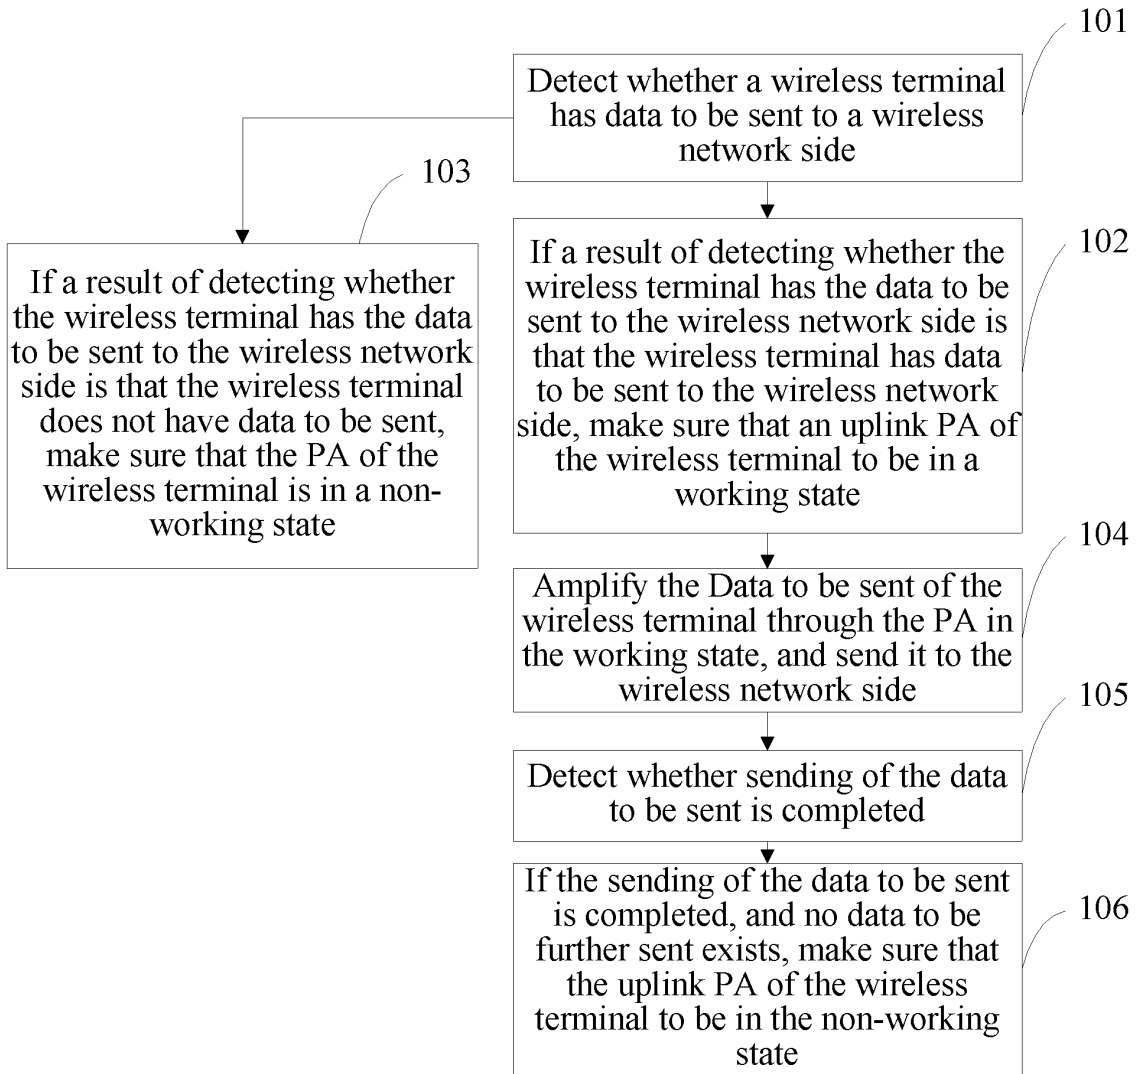 101
Detect whether a wireless terminal
has data to be sent to a wireless
network side
103
If a result of detecting whether
the wireless terminal has the data
to be sent to the wireless network
side is that the wireless terminal
does not have data to be sent,
make sure that the PA of the
wireless terminal is in a non-
working state
102
If a result of detecting whether the
wireless terminal has the data to be
sent to the wireless network side is
that the wireless terminal has data
to be sent to the wireless network
side, make sure that an uplink PA of
the wireless terminal to be in a
working state
104
Amplify the Data to be sent of the
wireless terminal through the PA in
the working state, and send it to the
wireless network side
105
Detect whether sending of the data
to be sent is completed
106
If the sending of the data to be sent
is completed, and no data to be
further sent exists, make sure that
the uplink PA of the wireless
terminal to be in the non-working
state